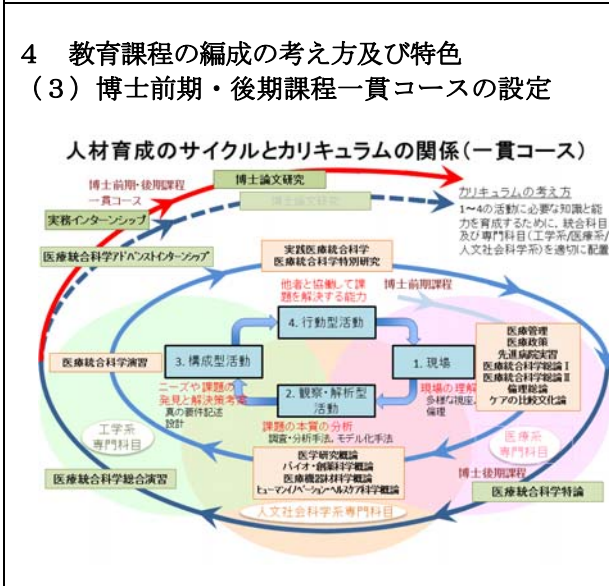 4 教育課程の編成の考え方及び特色
(3)博士前期・後期課程一貫コースの設定
人材育成のサイクルとカリキュラムの関係(一貫コース)
博士前期・後期課程
一貫コース
博士論文研究
博士論文研究
実務インターンシップ
医療統合科学アドバンストインターンシップ
カリキュラムの考え方
1~4の活動に必要な知識と能
力を育成するために、統合科目
及び専門科目(工学系/医療系/
人文社会科学系)を適切に配置
実践医療統合科学
医療統合科学特別研究
他者と協働して課
題を解決する能力
博士前期課程
4. 行動型活動
医療統合科学演習
3. 構成型活動
1. 現場
医療管理
医療政策
先進病院実習
医療統合科学総論Ⅰ
医療統合科学総論Ⅱ
倫理総論
ケアの比較文化論
ニーズや課題の
発見と解決策考案
真の要件記述
設計
2. 観察・解析型
活動
現場の理解
多様な視座、
倫理
課題の本質の分析
調査・分析手法、モデル化手法
工学系
専門科目
医療系
専門科目
医学研究概論
バイオ・創薬科学概論
医療機器材科学概論
ヒューマンイノベーション・ヘルスケア科学概論
医療統合科学総合演習
博士後期課程
医療統合科学特論
人文社会科学系専門科目